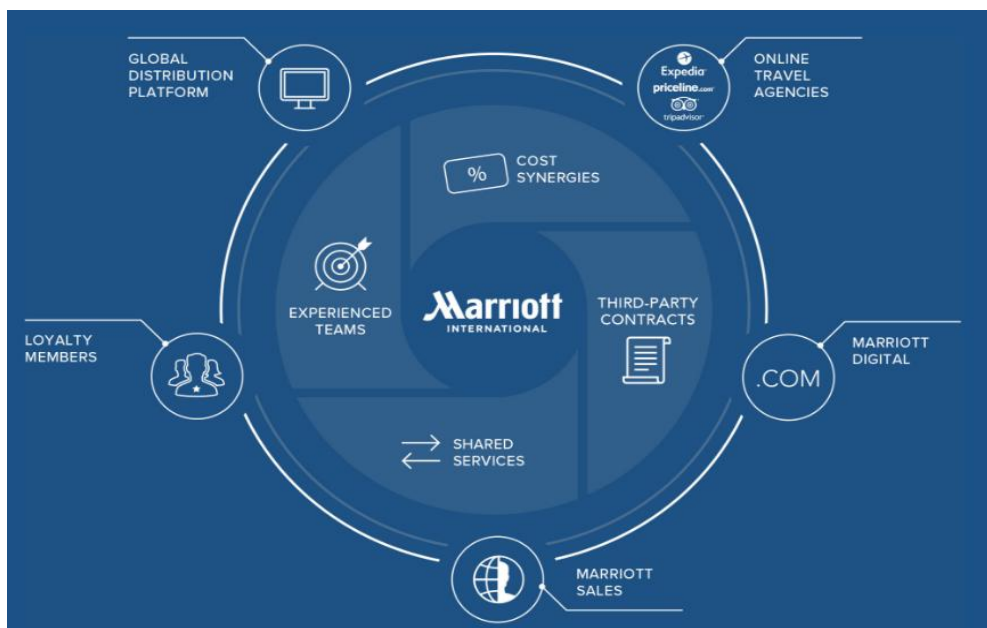 GLOBAL
DISTRIBUTION
PLATFORM
Expedia
priceline.com
tripadvisor
ONLINE
TRAVEL
AGENCIES
%
COST
SYNERGIES
EXPERIENCED
TEAMS
Marriott
INTERNATIONAL
THIRD-PARTY
CONTRACTS
LOYALTY
MEMBERS
.COM
MARRIOTT
DIGITAL
SHARED
SERVICES
MARRIOTT
SALES